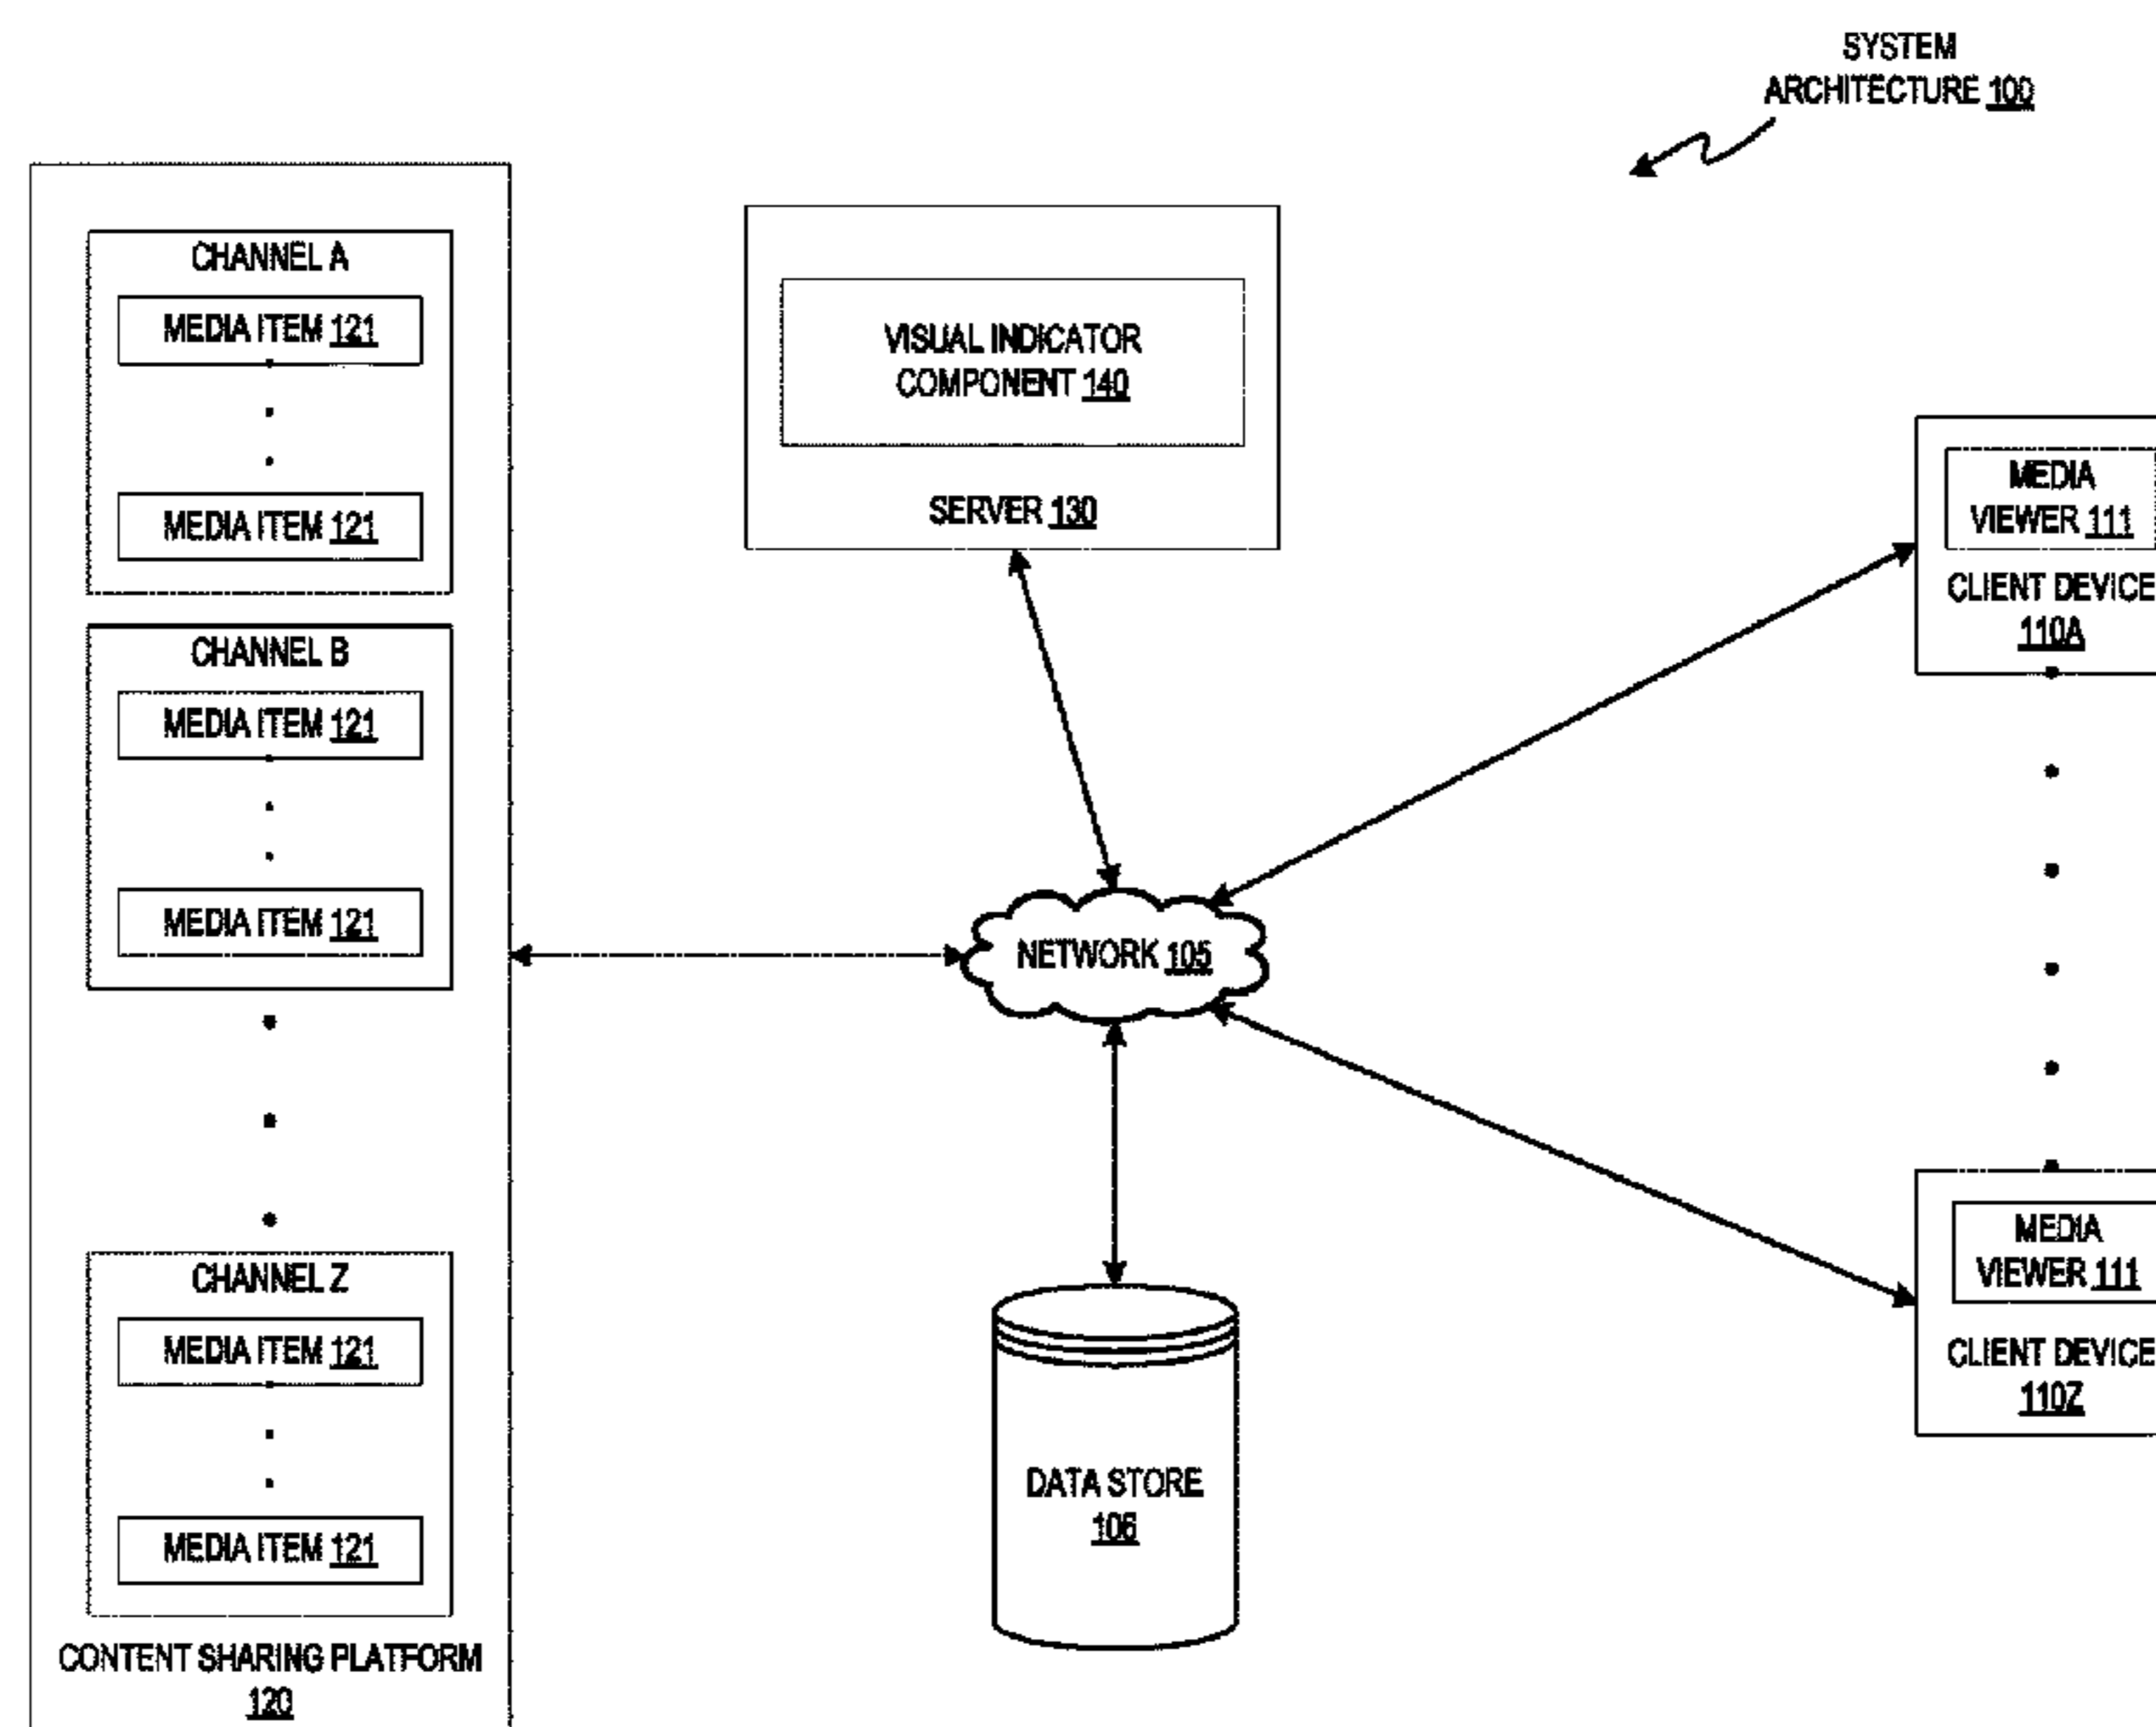 SYSTEM
ARCHITECTURE 100
CHANNEL A
MEDIA ITEM 121
MEDIA ITEM 121
CHANNEL B
MEDIA ITEM 121
MEDIA ITEM 121
CHANNEL Z
MEDIA ITEM 121
MEDIA ITEM 121
CONTENT SHARING PLATFORM
120
VISUAL INDICATOR
COMPONENT 140
SERVER 130
NETWORK 105
DATA STORE
106
MEDIA
VIEWER 111
CLIENT DEVICE
110A
MEDIA
VIEWER 111
CLIENT DEVICE
110Z